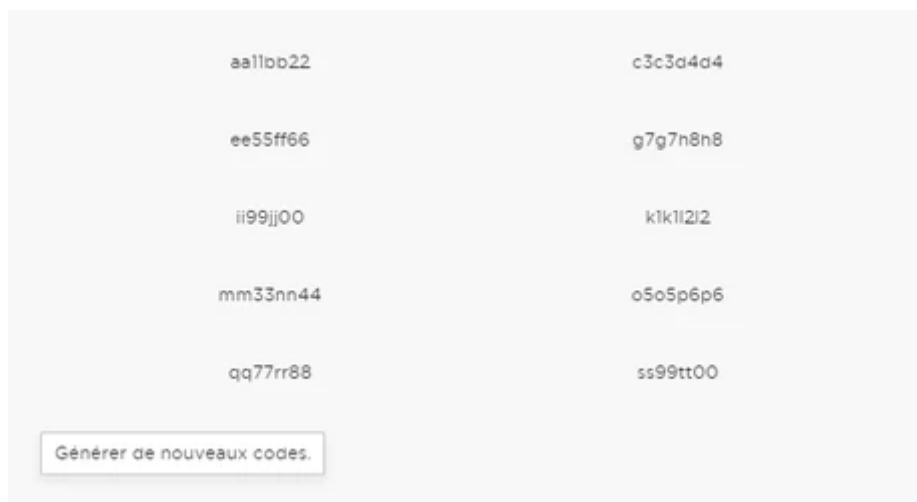 aa11bb22 c3c3d4d4
ee55ff66 g7g7h8h8
ii99jj00 k1k1l2l2
mm33nn44 o5o5p6p6
qq77rr88 ss99tt00
Générer de nouveaux codes.